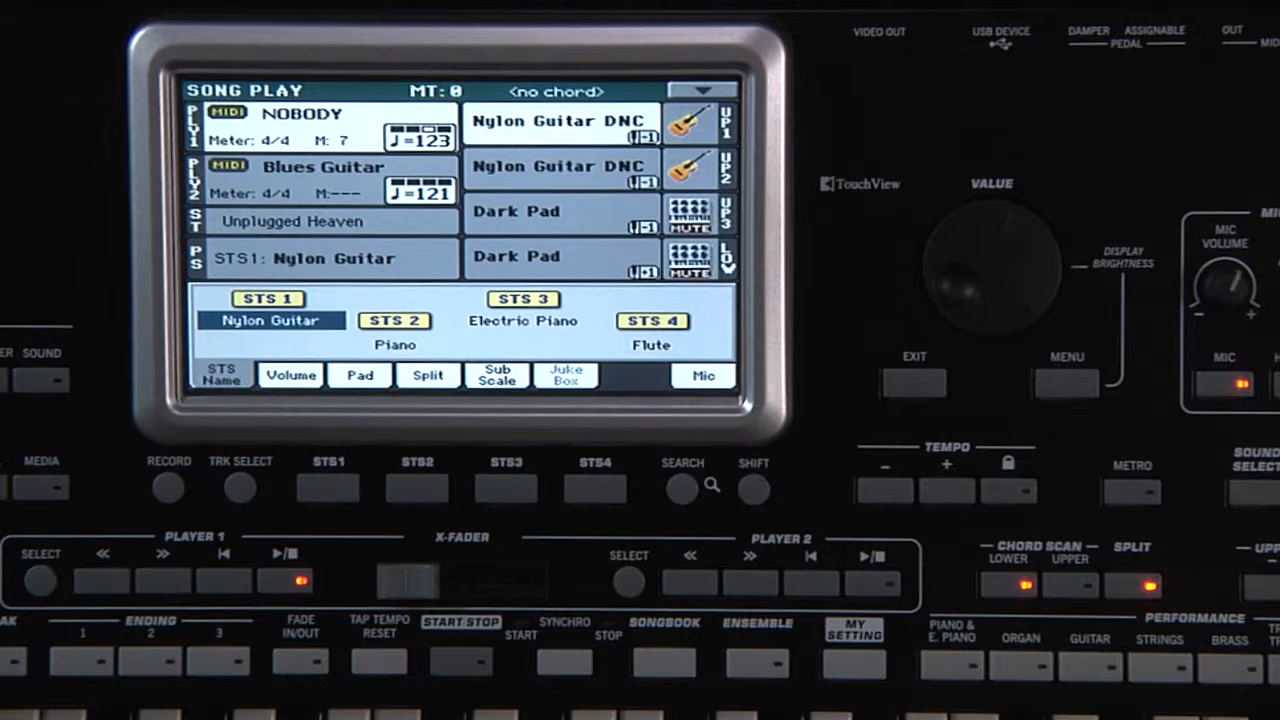 VIDEO OUT
USB DEVICE
DAMPER ASSIGNABLE
PEDAL
OUT
SONG PLAY MT: 0 <no chord>
PLY1
MIDI NOBODY
Meter: 4/4 M: 7
♩=123
Nylon Guitar DNC
-1
UP1
PLY2
MIDI Blues Guitar
Meter: 4/4 M:---
♩=121
Nylon Guitar DNC
-1
UP2
ST
Unplugged Heaven
Dark Pad
MUTE
UP3
PS
STS1: Nylon Guitar
Dark Pad
MUTE
LOW
STS 1
Nylon Guitar
STS 2
Piano
STS 3
Electric Piano
STS 4
Flute
STS Name
Volume
Pad
Split
Sub Scale
Juke Box
Mic
TouchView
VALUE
DISPLAY
BRIGHTNESS
MIC
VOLUME
- +
EXIT
MENU
MIC
SOUND
MEDIA
RECORD
TRK SELECT
STS1
STS2
STS3
STS4
SEARCH
SHIFT
TEMPO
- +
METRO
SOUND
SELECT
PLAYER 1
SELECT
X-FADER
PLAYER 2
SELECT
CHORD SCAN
LOWER UPPER
SPLIT
ENDING
1 2 3
FADE
IN/OUT
TAP TEMPO
RESET
START STOP
SYNCHRO
START STOP
SONGBOOK
ENSEMBLE
MY
SETTING
PERFORMANCE
PIANO &
E. PIANO
ORGAN
GUITAR
STRINGS
BRASS